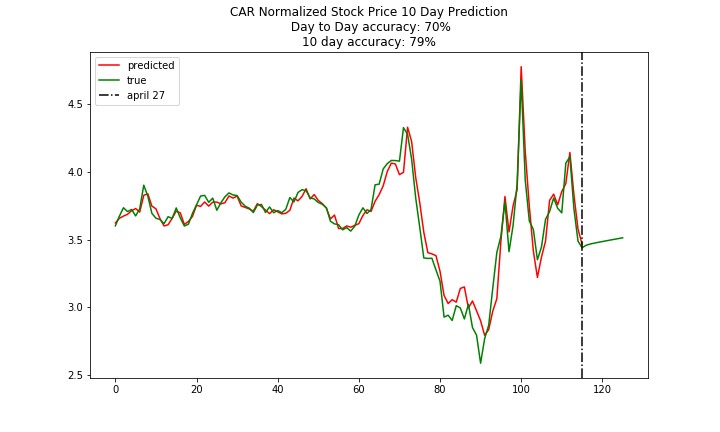 CAR Normalized Stock Price 10 Day Prediction
Day to Day accuracy: 70%
10 day accuracy: 79%
predicted
true
april 27
4.5
4.0
3.5
3.0
2.5
0 20 40 60 80 100 120